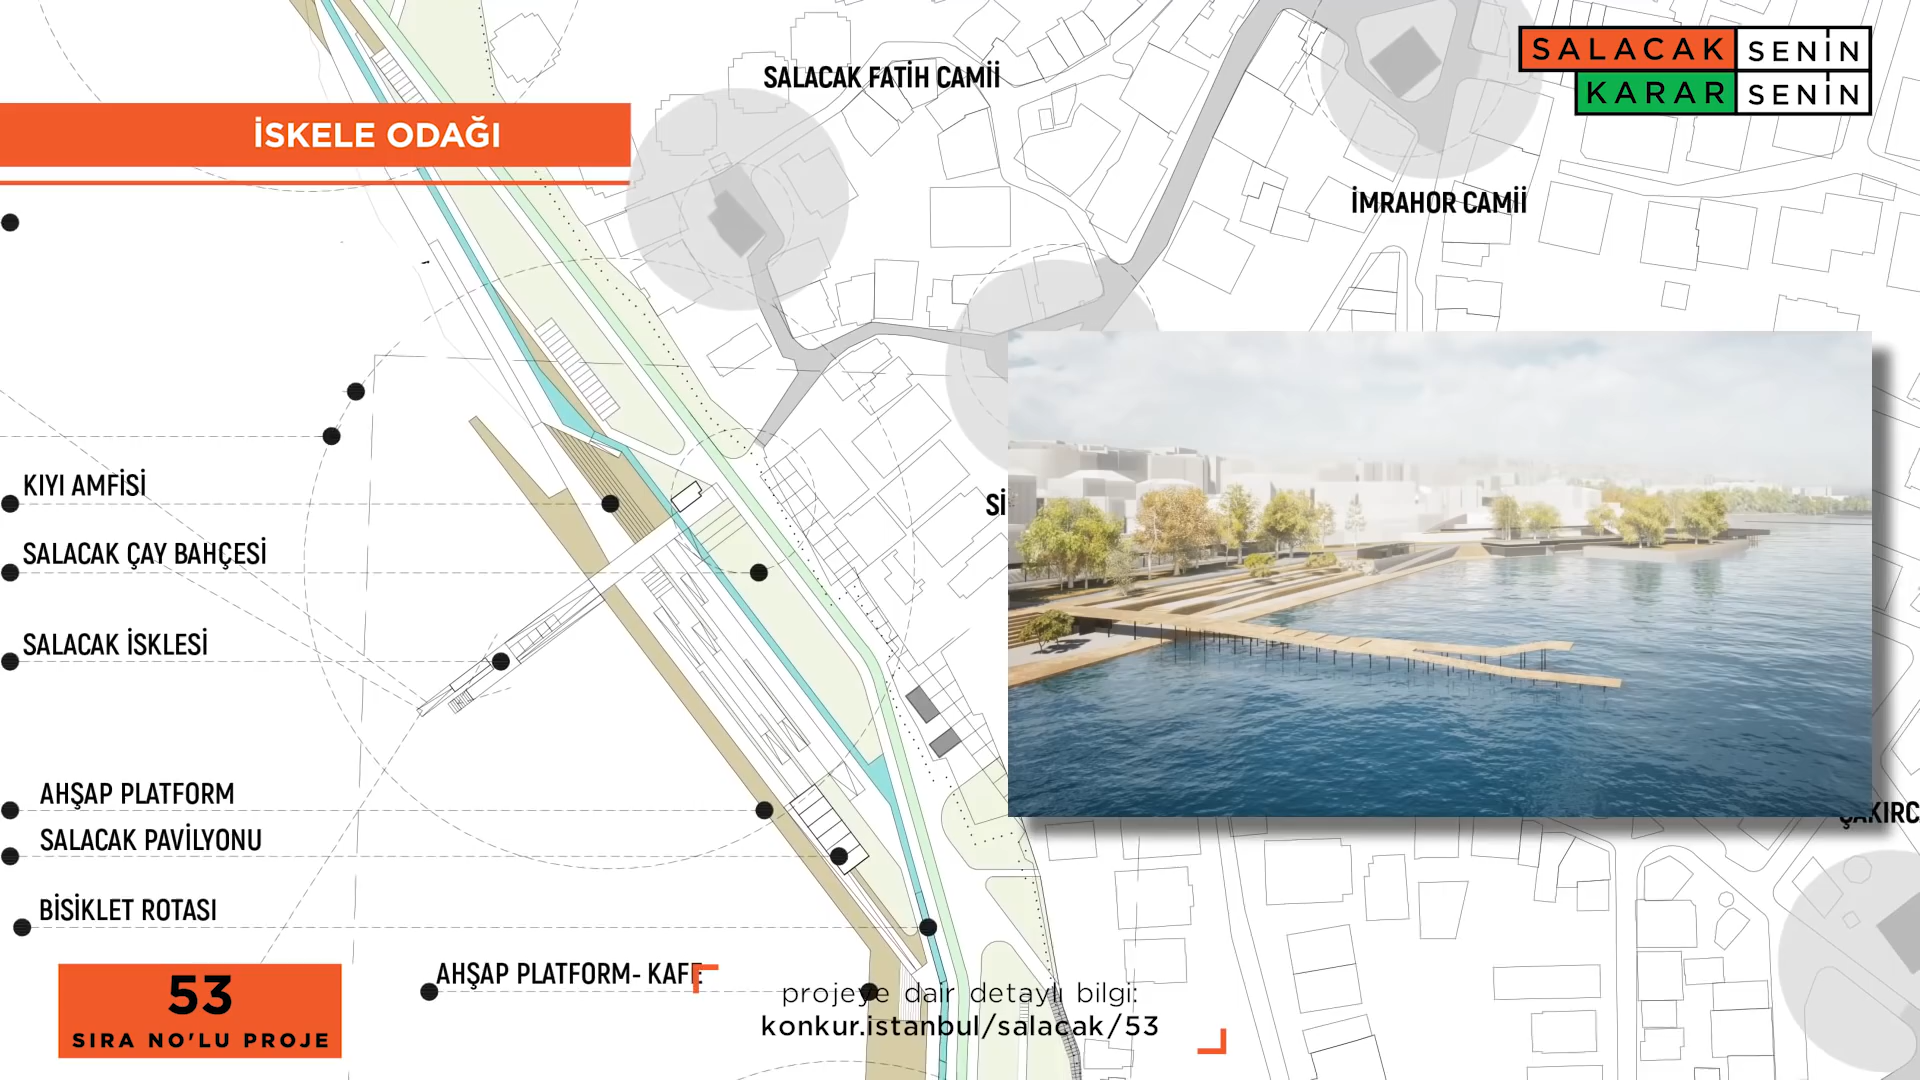 SALACAK SENİN
KARAR SENİN
SALACAK FATİH CAMİİ
İSKELE ODAĞI
İMRAHOR CAMİİ
KIYI AMFİSİ
Sİ
SALACAK ÇAY BAHÇESİ
SALACAK İSKLESİ
AHŞAP PLATFORM
ÇAKIRC
SALACAK PAVİLYONU
BİSİKLET ROTASI
AHŞAP PLATFORM- KAFE
53
SIRA NO'LU PROJE
projeye dair detaylı bilgi:
konkur.istanbul/salacak/53